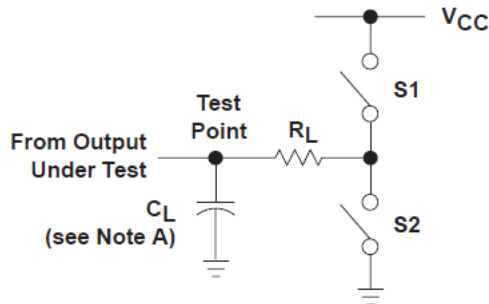 VCC
S1
Test
Point
RL
From Output
Under Test
CL
(see Note A)
S2